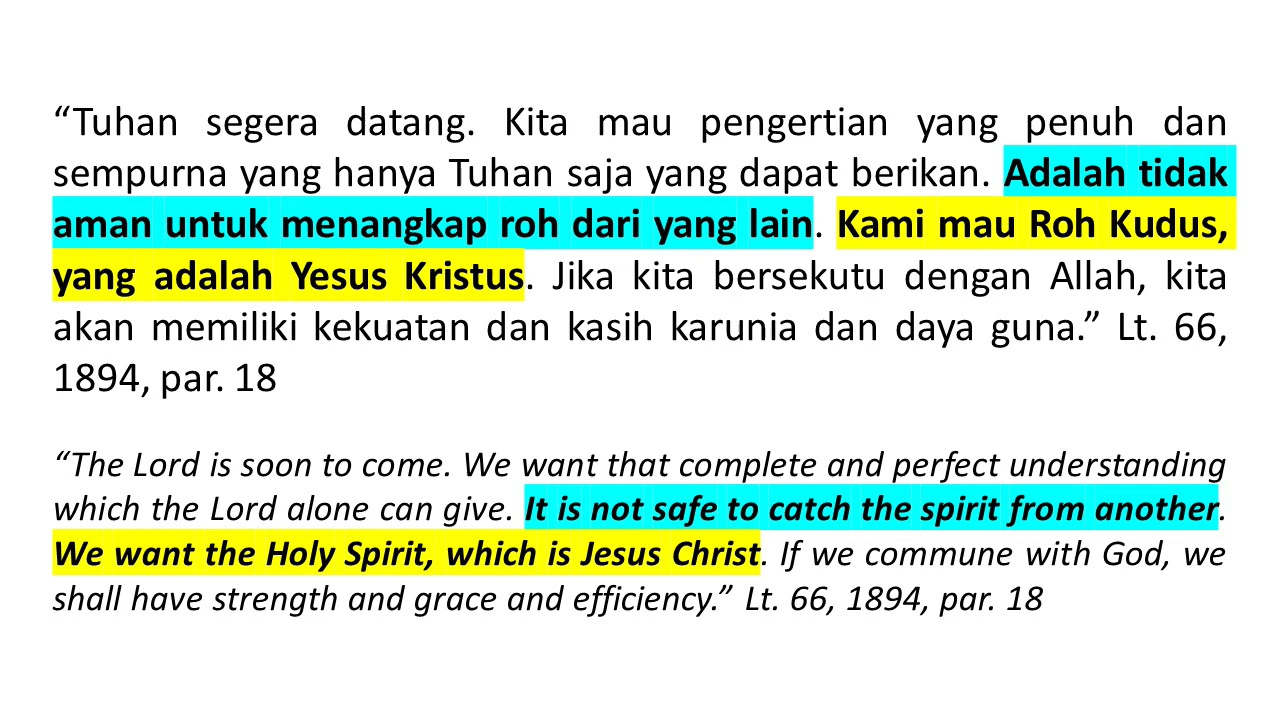 “Tuhan segera datang. Kita mau pengertian yang penuh dan
sempurna yang hanya Tuhan saja yang dapat berikan. Adalah tidak
aman untuk menangkap roh dari yang lain. Kami mau Roh Kudus,
yang adalah Yesus Kristus. Jika kita bersekutu dengan Allah, kita
akan memiliki kekuatan dan kasih karunia dan daya guna.” Lt. 66,
1894, par. 18
“The Lord is soon to come. We want that complete and perfect understanding
which the Lord alone can give. It is not safe to catch the spirit from another.
We want the Holy Spirit, which is Jesus Christ. If we commune with God, we
shall have strength and grace and efficiency.” Lt. 66, 1894, par. 18